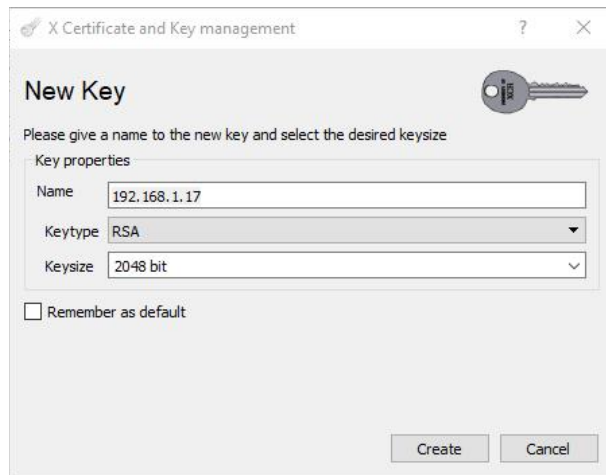 X Certificate and Key management
New Key
Please give a name to the new key and select the desired keysize
Key properties
Name 192.168.1.17
Keytype RSA
Keysize 2048 bit
Remember as default
Create Cancel